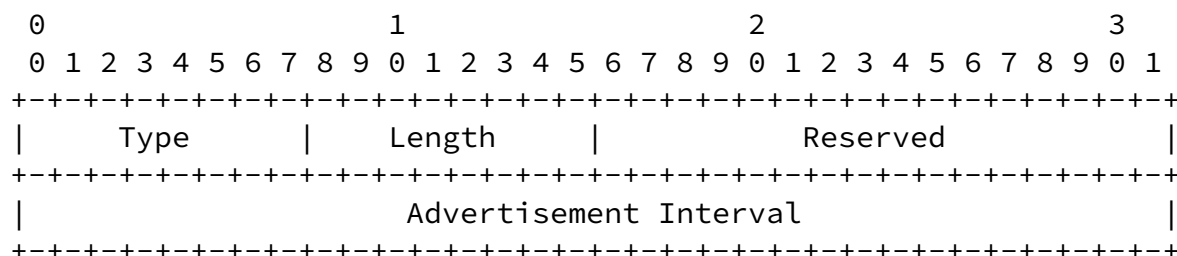 0                   1                   2                   3
 0 1 2 3 4 5 6 7 8 9 0 1 2 3 4 5 6 7 8 9 0 1 2 3 4 5 6 7 8 9 0 1
+-+-+-+-+-+-+-+-+-+-+-+-+-+-+-+-+-+-+-+-+-+-+-+-+-+-+-+-+-+-+-+-+
|     Type      |    Length     |           Reserved            |
+-+-+-+-+-+-+-+-+-+-+-+-+-+-+-+-+-+-+-+-+-+-+-+-+-+-+-+-+-+-+-+-+
|                     Advertisement Interval                    |
+-+-+-+-+-+-+-+-+-+-+-+-+-+-+-+-+-+-+-+-+-+-+-+-+-+-+-+-+-+-+-+-+